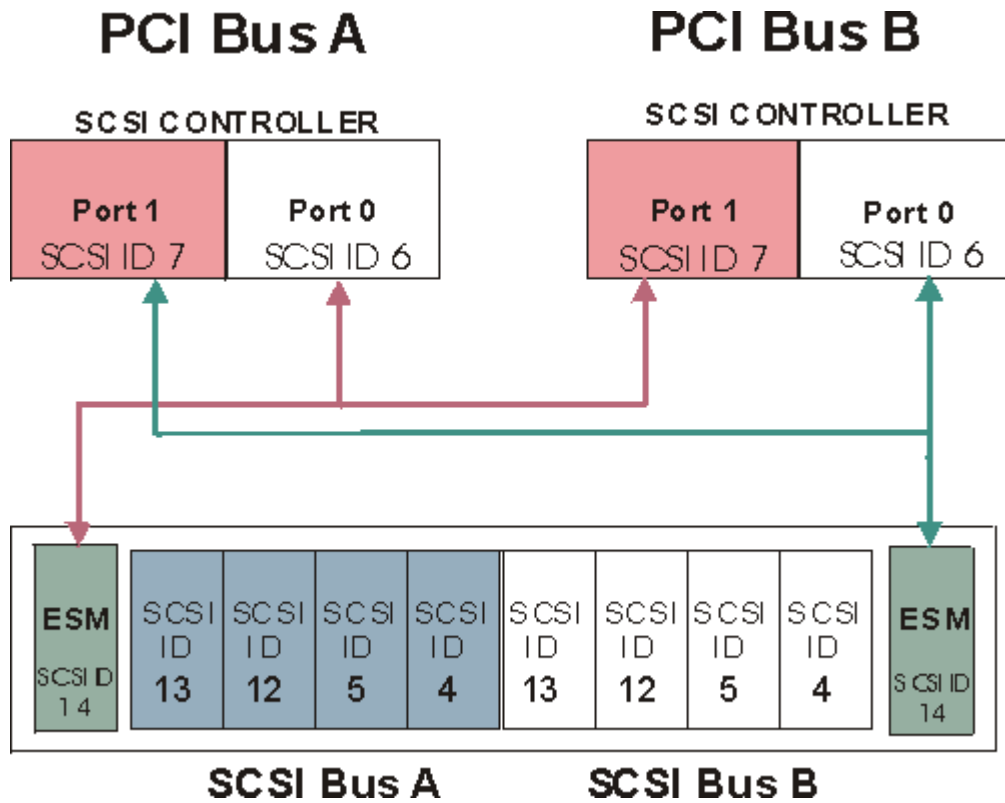 PCI Bus A
PCI Bus B
SCSI CONTROLLER
SCSI CONTROLLER
Port 1
SCSI ID 7
Port 0
SCSI ID 6
Port 1
SCSI ID 7
Port 0
SCSI ID 6
ESM
SCSI ID
14
SCSI
ID
13
SCSI
ID
12
SCSI
ID
5
SCSI
ID
4
SCSI
ID
13
SCSI
ID
12
SCSI
ID
5
SCSI
ID
4
ESM
SCSI ID
14
SCSI Bus A
SCSI Bus B